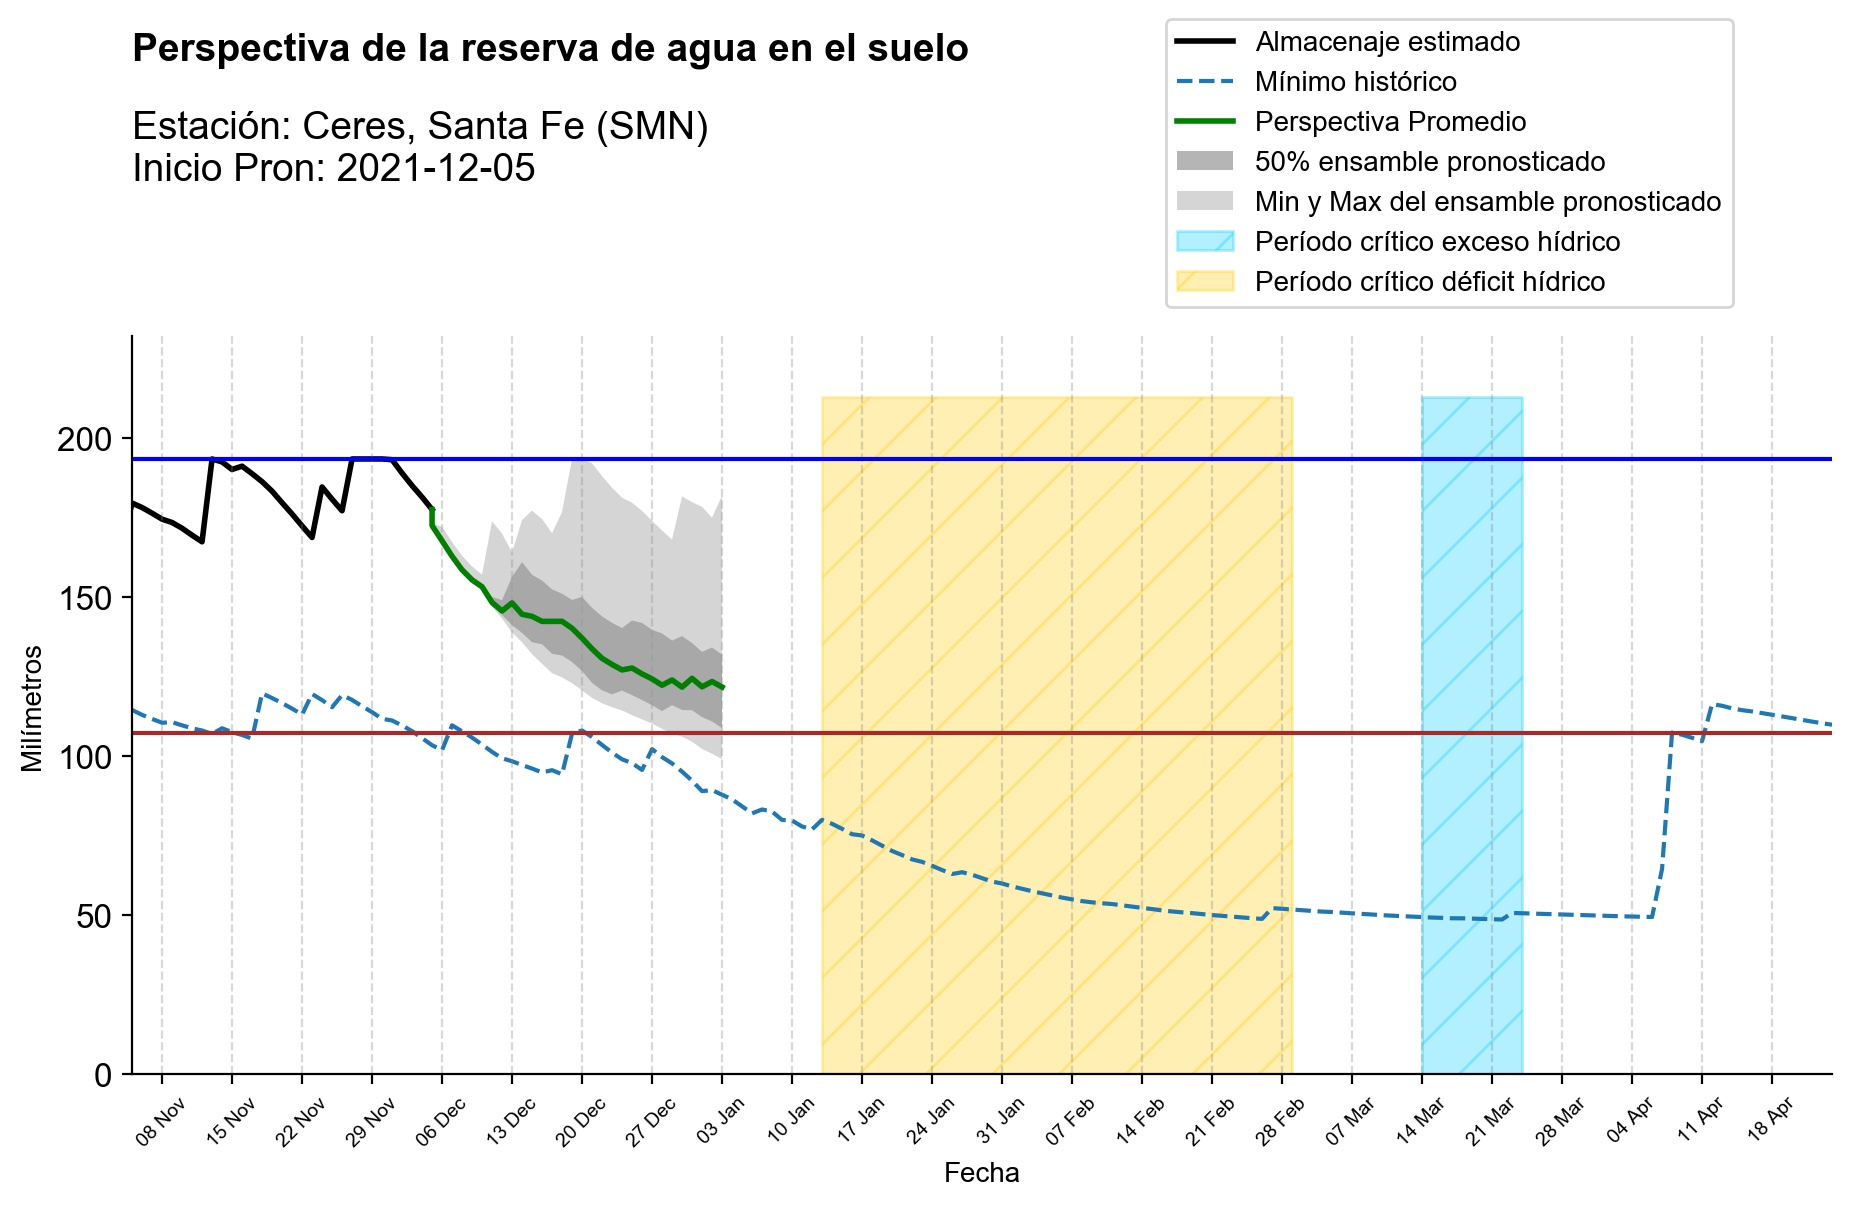 Perspectiva de la reserva de agua en el suelo
Estación: Ceres, Santa Fe (SMN)
Inicio Pron: 2021-12-05
Almacenaje estimado
Mínimo histórico
Perspectiva Promedio
50% ensamble pronosticado
Min y Max del ensamble pronosticado
Período crítico exceso hídrico
Período crítico déficit hídrico
Milímetros
200
150
100
50
0
08 Nov
15 Nov
22 Nov
29 Nov
06 Dec
13 Dec
20 Dec
27 Dec
03 Jan
10 Jan
17 Jan
24 Jan
31 Jan
07 Feb
14 Feb
21 Feb
28 Feb
07 Mar
14 Mar
21 Mar
28 Mar
04 Apr
11 Apr
18 Apr
Fecha